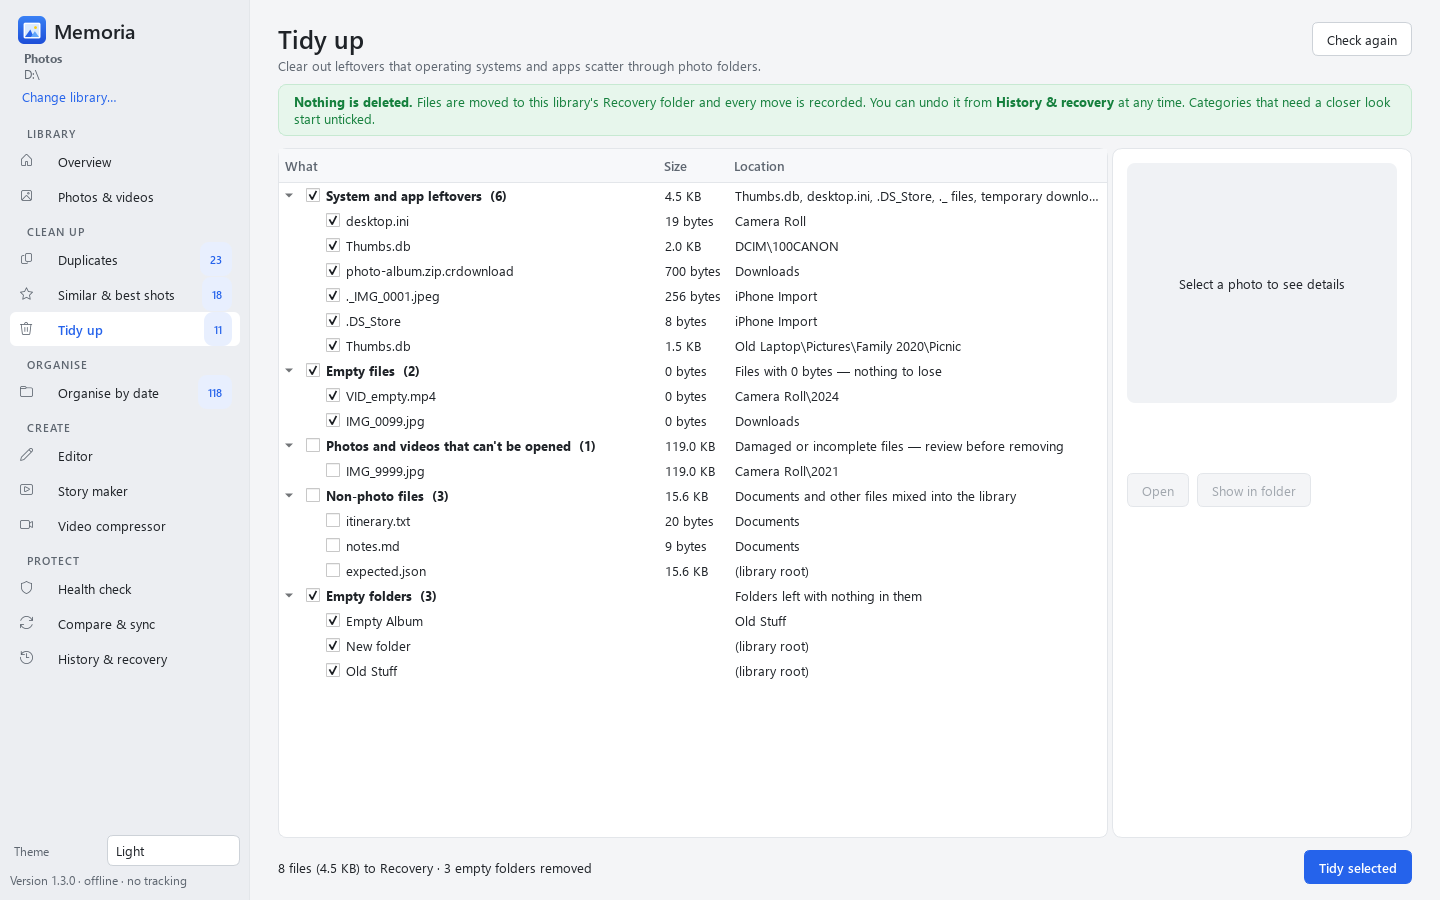 Memoria
Photos
D:\
Change library...
LIBRARY
Overview
Photos & videos
CLEAN UP
Duplicates 23
Similar & best shots 18
Tidy up 11
ORGANISE
Organise by date 118
CREATE
Editor
Story maker
Video compressor
PROTECT
Health check
Compare & sync
History & recovery
Theme Light
Version 1.3.0 · offline · no tracking
Tidy up
Check again
Clear out leftovers that operating systems and apps scatter through photo folders.
Nothing is deleted. Files are moved to this library's Recovery folder and every move is recorded. You can undo it from History & recovery at any time. Categories that need a closer look
start unticked.
What Size Location
System and app leftovers (6) 4.5 KB Thumbs.db, desktop.ini, .DS_Store, ._ files, temporary downlo...
desktop.ini 19 bytes Camera Roll
Thumbs.db 2.0 KB DCIM\100CANON
photo-album.zip.crdownload 700 bytes Downloads
._IMG_0001.jpeg 256 bytes iPhone Import
.DS_Store 8 bytes iPhone Import
Thumbs.db 1.5 KB Old Laptop\Pictures\Family 2020\Picnic
Empty files (2) 0 bytes Files with 0 bytes — nothing to lose
VID_empty.mp4 0 bytes Camera Roll\2024
IMG_0099.jpg 0 bytes Downloads
Photos and videos that can't be opened (1) 119.0 KB Damaged or incomplete files — review before removing
IMG_9999.jpg 119.0 KB Camera Roll\2021
Non-photo files (3) 15.6 KB Documents and other files mixed into the library
itinerary.txt 20 bytes Documents
notes.md 9 bytes Documents
expected.json 15.6 KB (library root)
Empty folders (3) Folders left with nothing in them
Empty Album Old Stuff
New folder (library root)
Old Stuff (library root)
Select a photo to see details
Open Show in folder
8 files (4.5 KB) to Recovery · 3 empty folders removed
Tidy selected